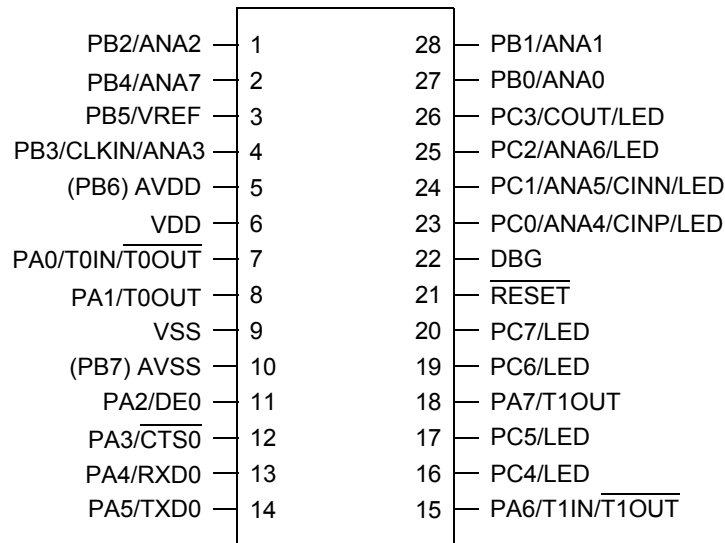 PB2/ANA2 1 28 PB1/ANA1
PB4/ANA7 2 27 PB0/ANA0
PB5/VREF 3 26 PC3/COUT/LED
PB3/CLKIN/ANA3 4 25 PC2/ANA6/LED
(PB6) AVDD 5 24 PC1/ANA5/CINN/LED
VDD 6 23 PC0/ANA4/CINP/LED
PA0/T0IN/T̅0̅O̅U̅T̅ 7 22 DBG
PA1/T0OUT 8 21 R̅E̅S̅E̅T̅
VSS 9 20 PC7/LED
(PB7) AVSS 10 19 PC6/LED
PA2/DE0 11 18 PA7/T1OUT
PA3/C̅T̅S̅0̅ 12 17 PC5/LED
PA4/RXD0 13 16 PC4/LED
PA5/TXD0 14 15 PA6/T1IN/T̅1̅O̅U̅T̅